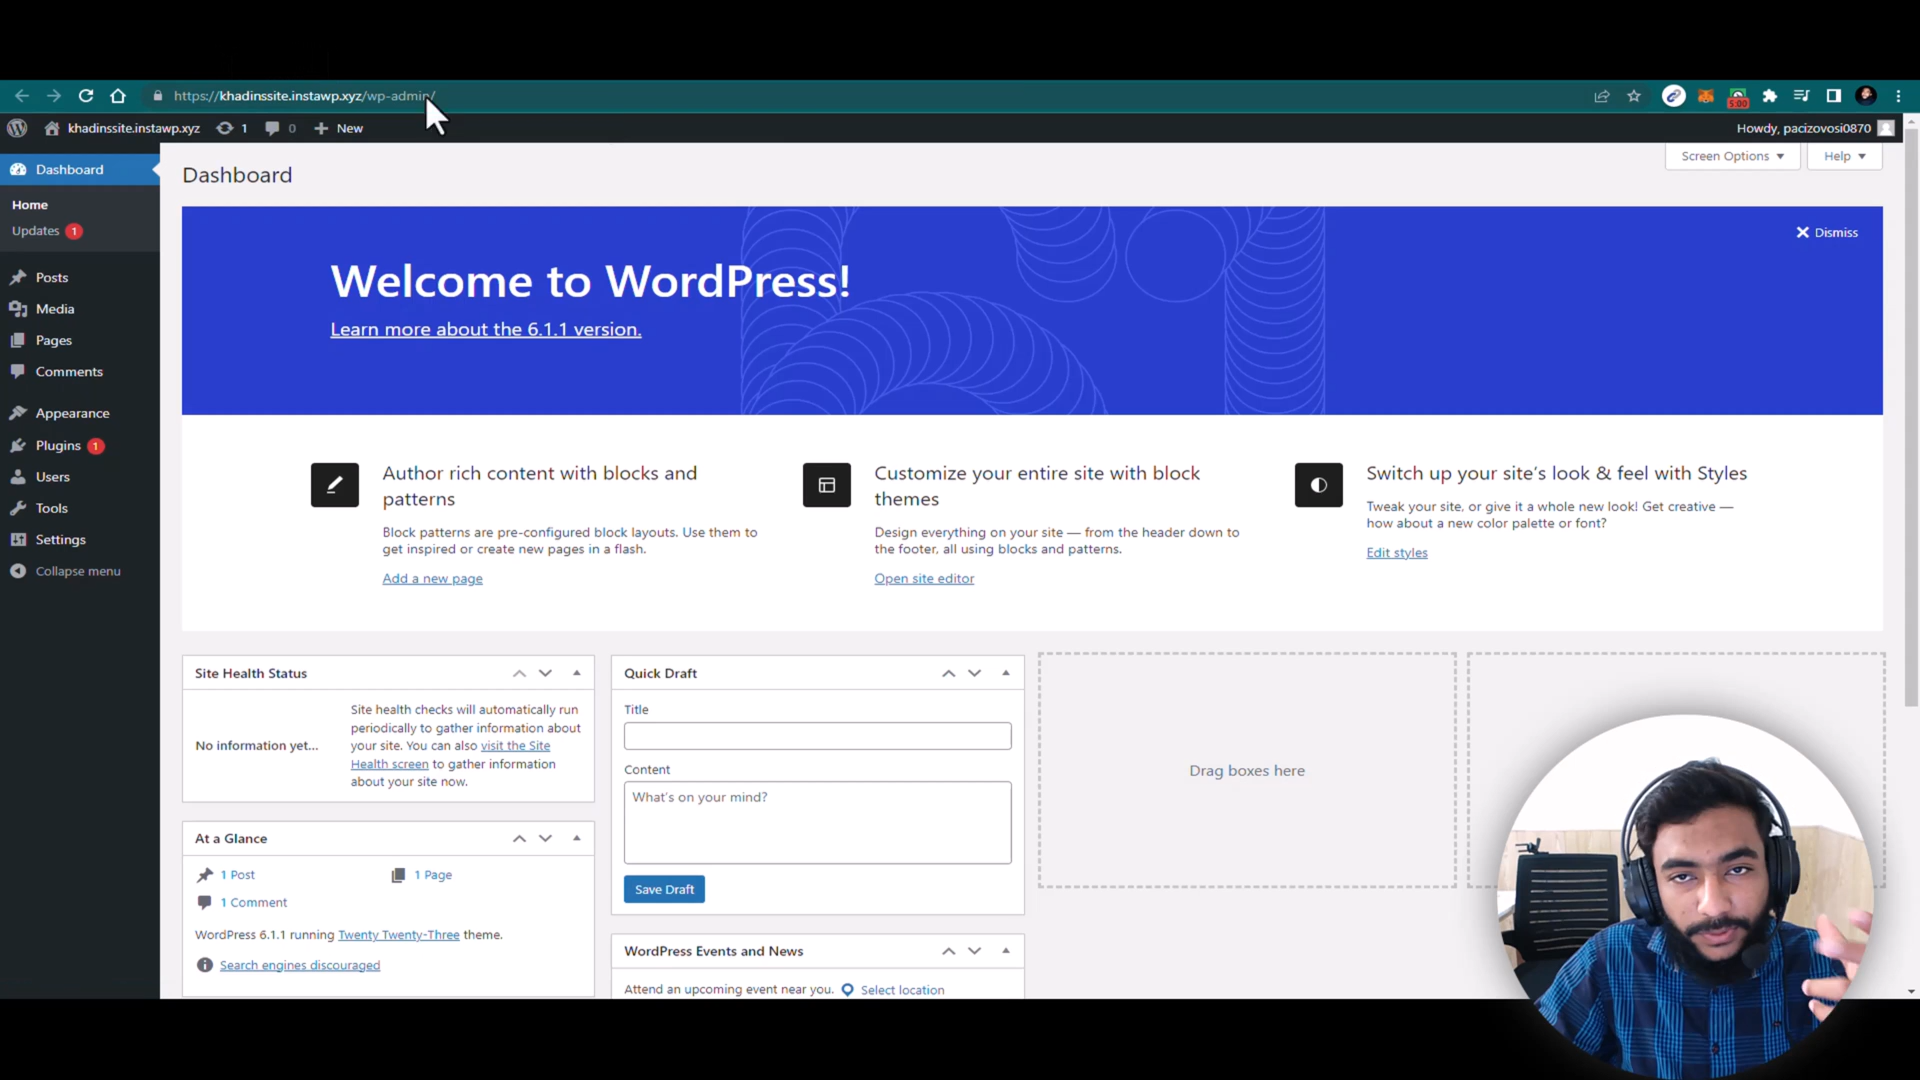 https://khadinssite.instawp.xyz/wp-admin/
5:00
khadinssite.instawp.xyz 1 0 New
Howdy, pacizovosi0870
Dashboard
Home
Updates 1
Posts
Media
Pages
Comments
Appearance
Plugins 1
Users
Tools
Settings
Collapse menu
Dashboard
Screen Options Help
Dismiss
Welcome to WordPress!
Learn more about the 6.1.1 version.
Author rich content with blocks and
patterns
Block patterns are pre-configured block layouts. Use them to
get inspired or create new pages in a flash.
Add a new page
Customize your entire site with block
themes
Design everything on your site — from the header down to
the footer, all using blocks and patterns.
Open site editor
Switch up your site's look & feel with Styles
Tweak your site, or give it a whole new look! Get creative —
how about a new color palette or font?
Edit styles
Site Health Status
No information yet...
Site health checks will automatically run
periodically to gather information about
your site. You can also visit the Site
Health screen to gather information
about your site now.
At a Glance
1 Post
1 Page
1 Comment
WordPress 6.1.1 running Twenty Twenty-Three theme.
Search engines discouraged
Quick Draft
Title
Content
What's on your mind?
Save Draft
WordPress Events and News
Attend an upcoming event near you. Select location
Drag boxes here